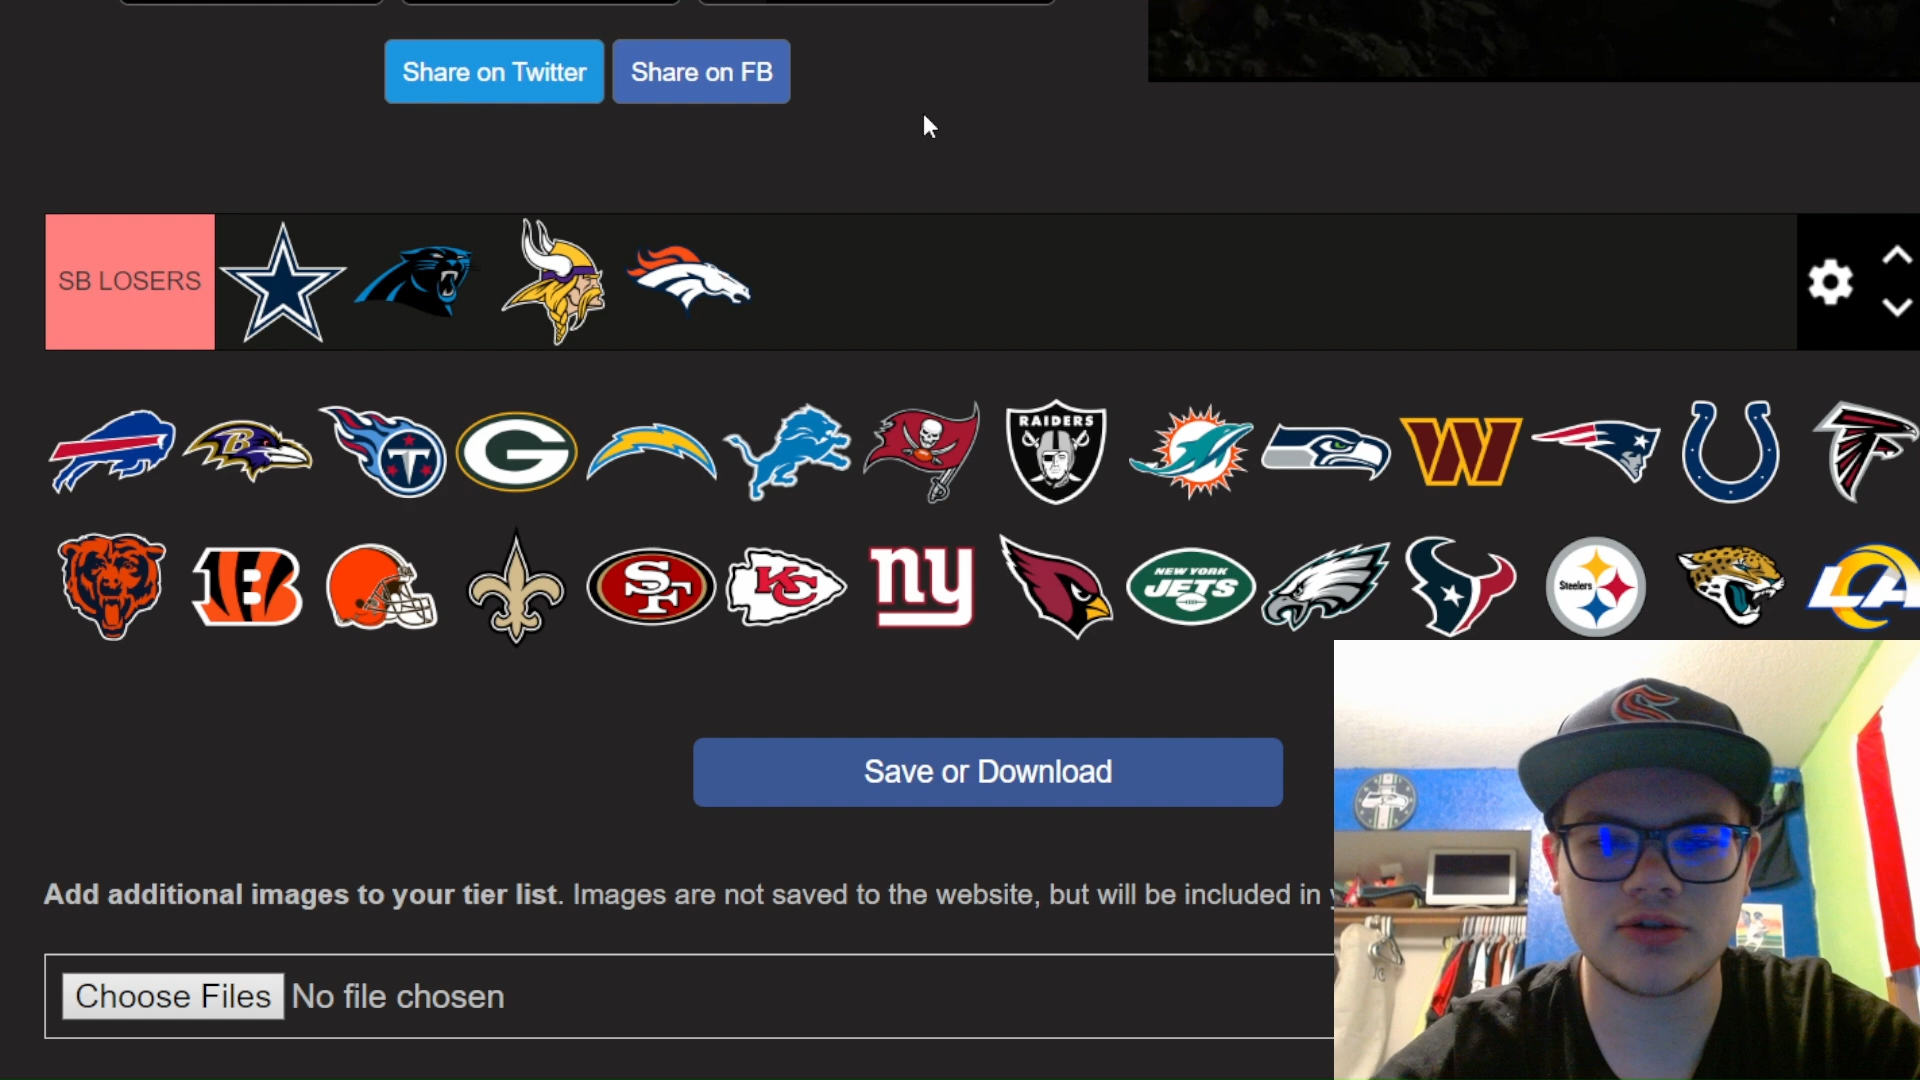 Share on Twitter Share on FB
SB LOSERS
B T G RAIDERS W
B SF KC ny NEW YORK JETS Steelers LA
Save or Download
Add additional images to your tier list. Images are not saved to the website, but will be included in
Choose Files No file chosen